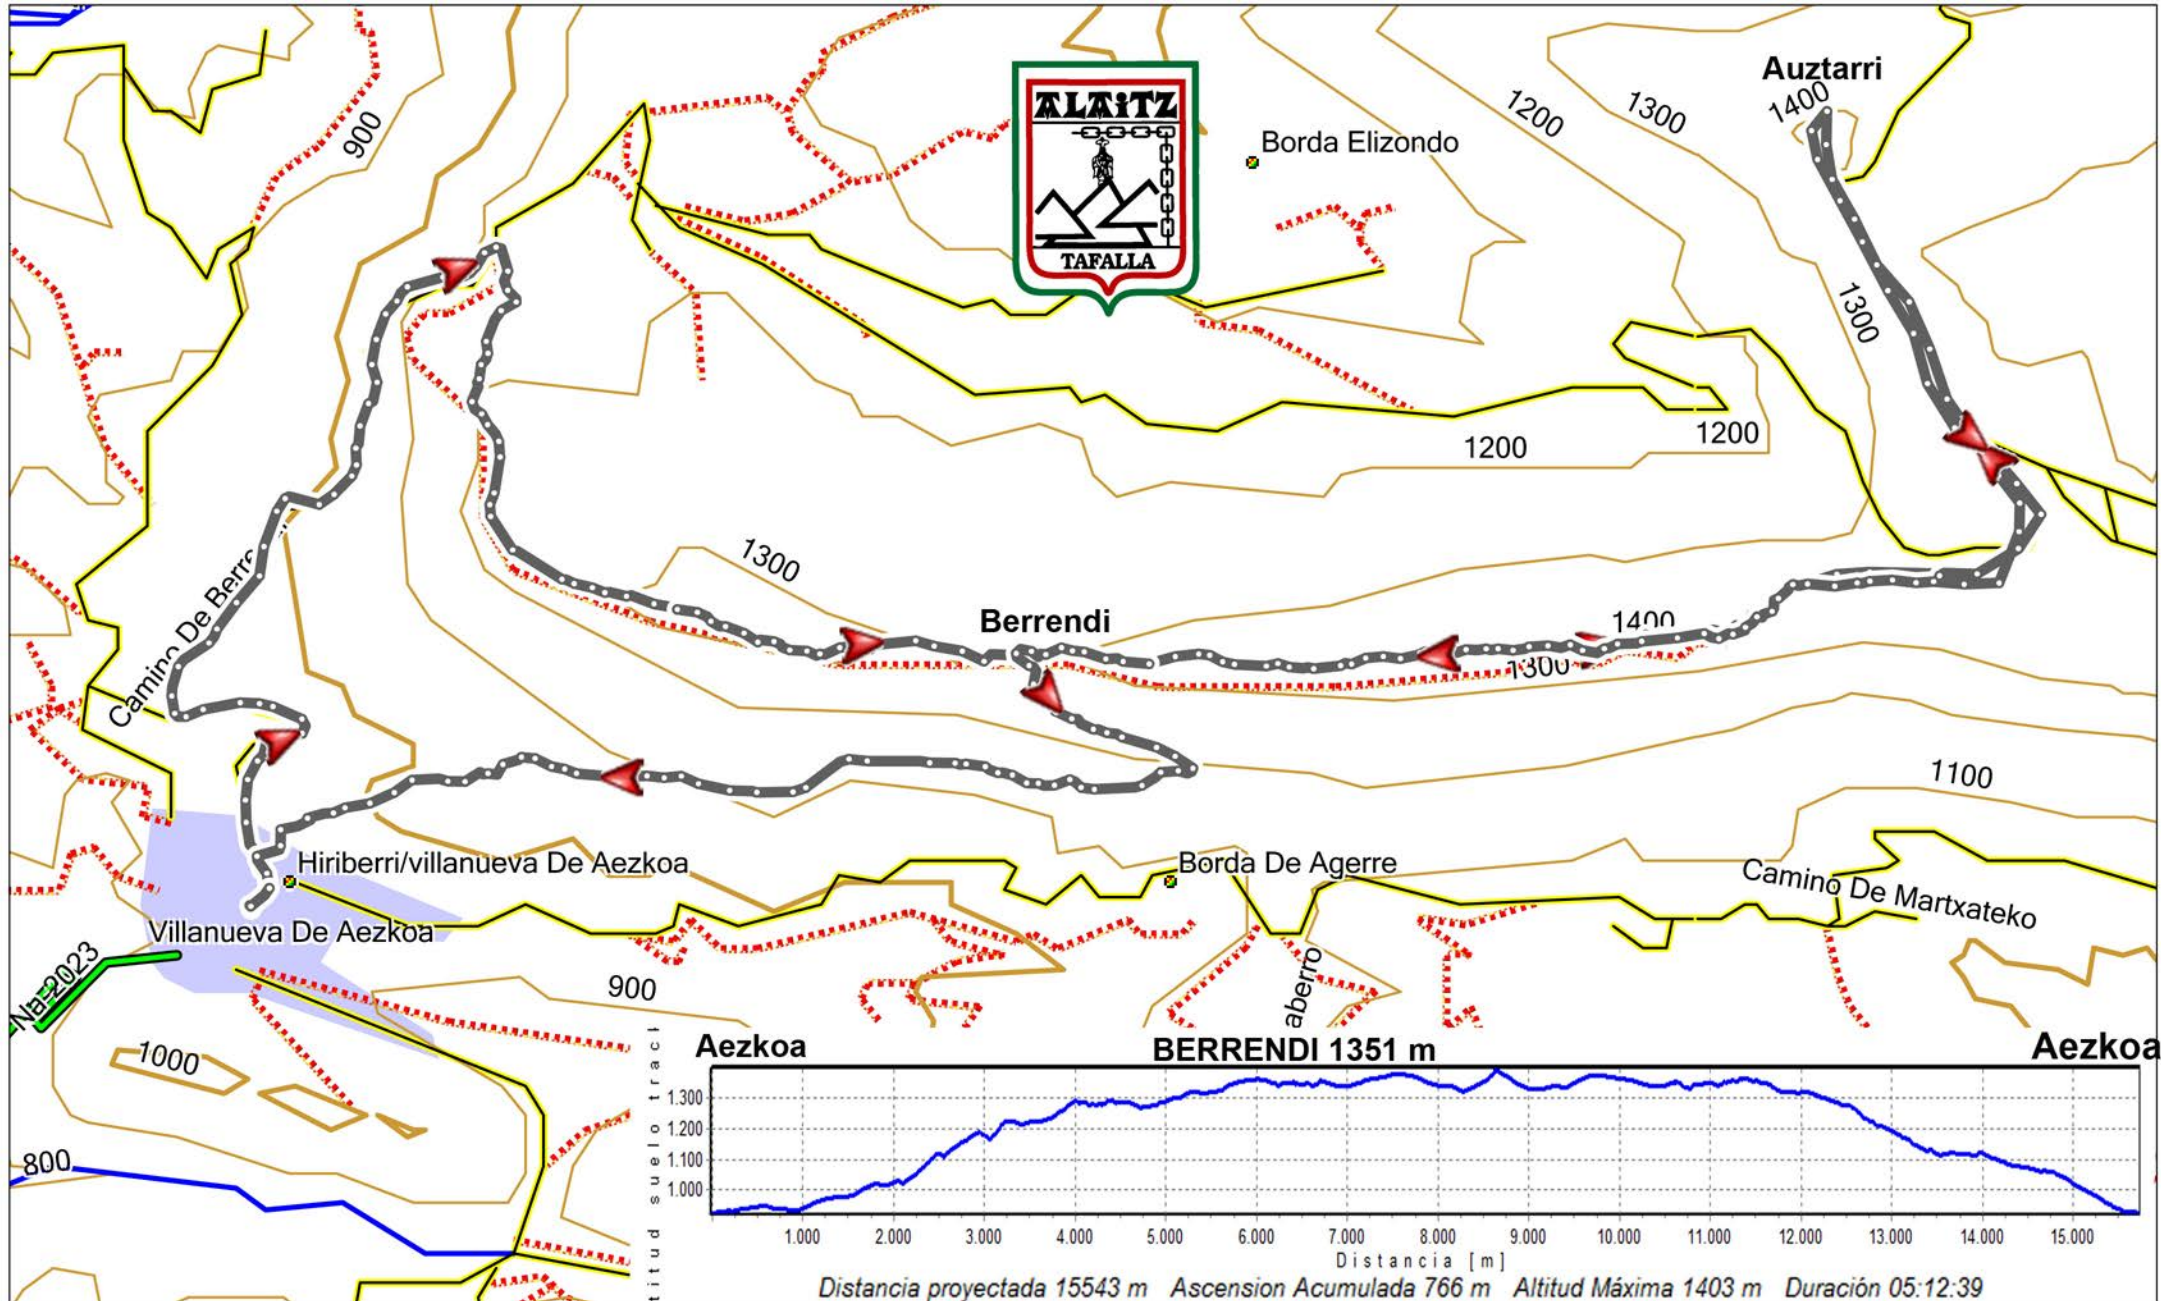 Auztarri
1400
ALAiTZ
TAFALLA
Borda Elizondo
1200
1300
900
1300
1200
1200
1300
Berrendi
1400
1300
Camino De Berre
1100
Hiriberri/villanueva De Aezkoa
Borda De Agerre
Camino De Martxateko
Villanueva De Aezkoa
Na-2023
900
aberro
1000
800
Aezkoa
BERRENDI 1351 m
Aezkoa
titud suelo trac
1.300
1.200
1.100
1.000
1.000 2.000 3.000 4.000 5.000 6.000 7.000 8.000 9.000 10.000 11.000 12.000 13.000 14.000 15.000
Distancia [m]
Distancia proyectada 15543 m Ascension Acumulada 766 m Altitud Máxima 1403 m Duración 05:12:39